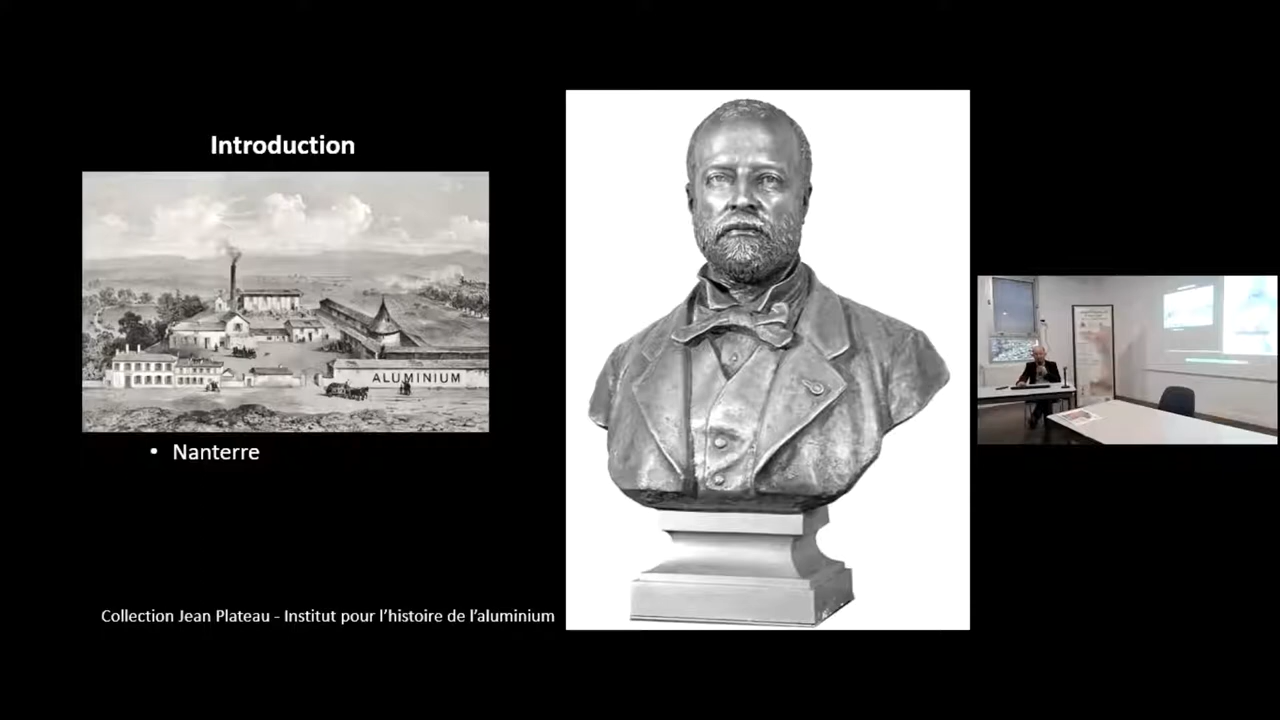 Introduction
ALUMINIUM
• Nanterre
Collection Jean Plateau - Institut pour l'histoire de l'aluminium